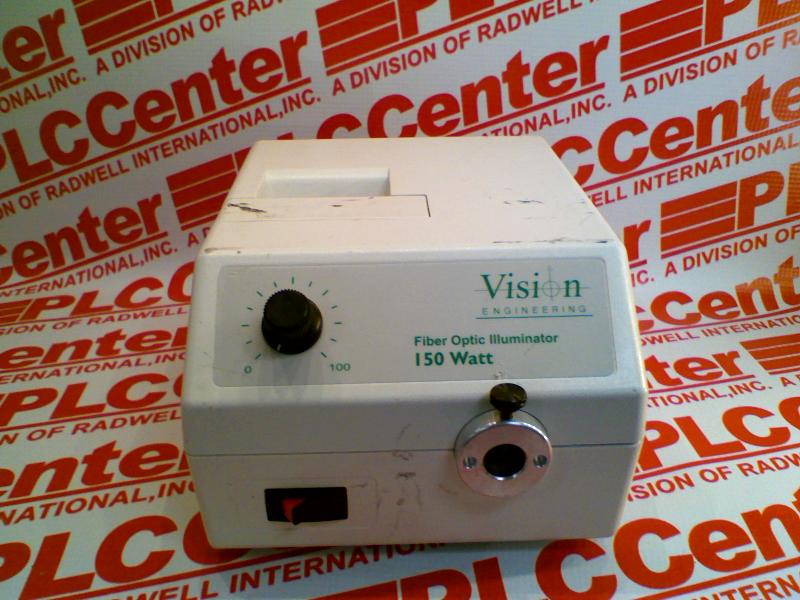 Vision
ENGINEERING
Fiber Optic Illuminator
150 Watt
0
100
PLCCenter
A DIVISION OF RADWELL INTERNATIONAL, INC.